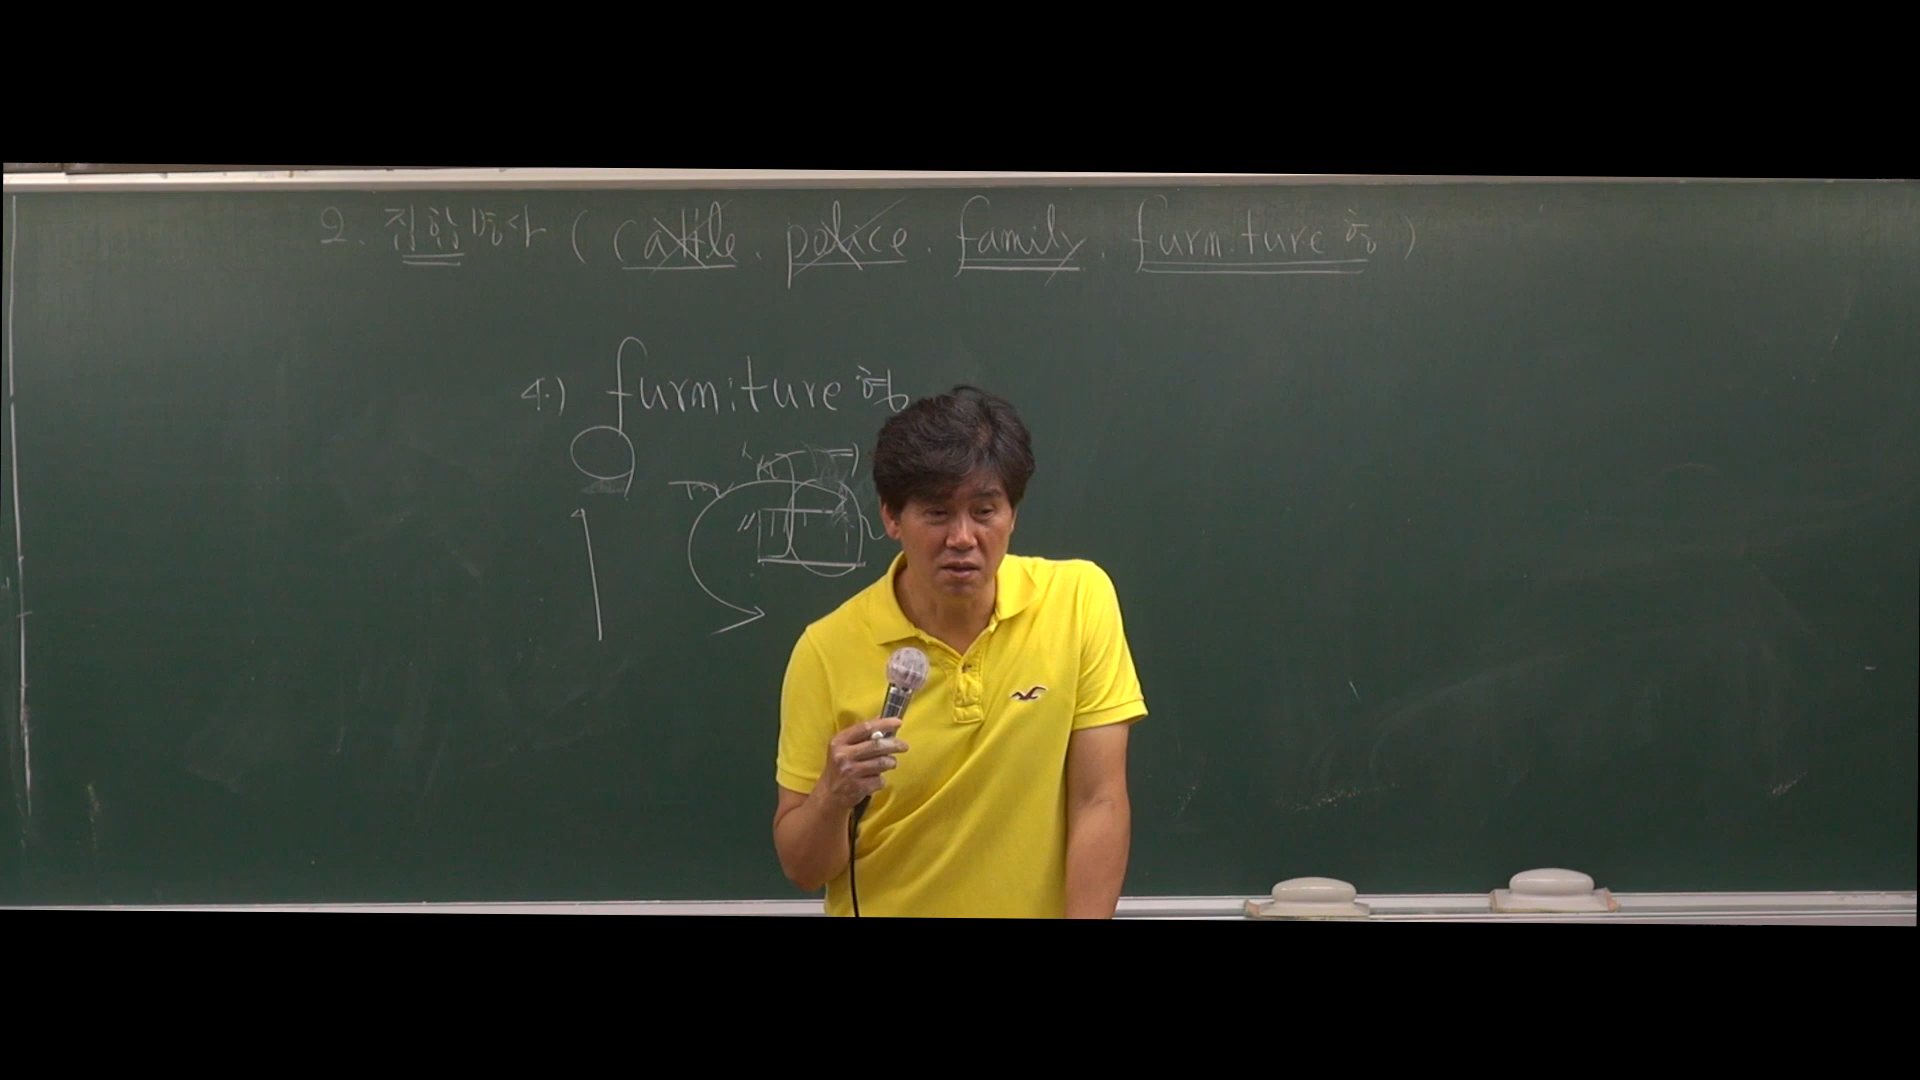 2. 집합명사 ( cattle. police. family. furniture 형 )
4.) furniture 형